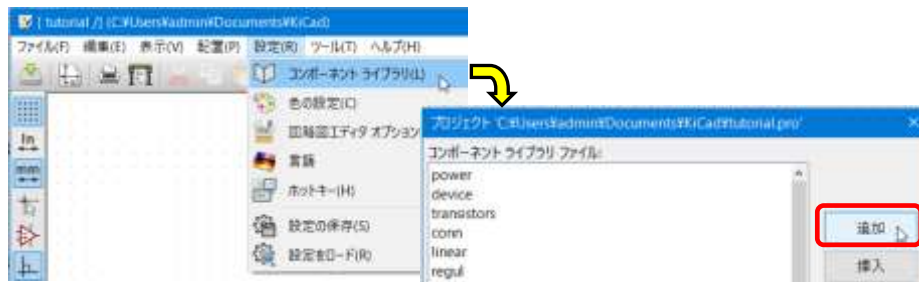 [ tutorial /] (C:¥Users¥admin¥Documents¥KiCad)
ファイル(F) 編集(E) 表示(V) 配置(P) 設定(R) ツール(T) ヘルプ(H)
コンポーネント ライブラリ(L)
色の設定(C)
回路図エディタ オプション
言語
ホットキー(H)
設定の保存(S)
設定をロード(R)
In
mm
プロジェクト 'C:¥Users¥admin¥Documents¥KiCad¥tutorial.pro'
コンポーネント ライブラリ ファイル:
power
device
transistors
conn
linear
regul
追加
挿入